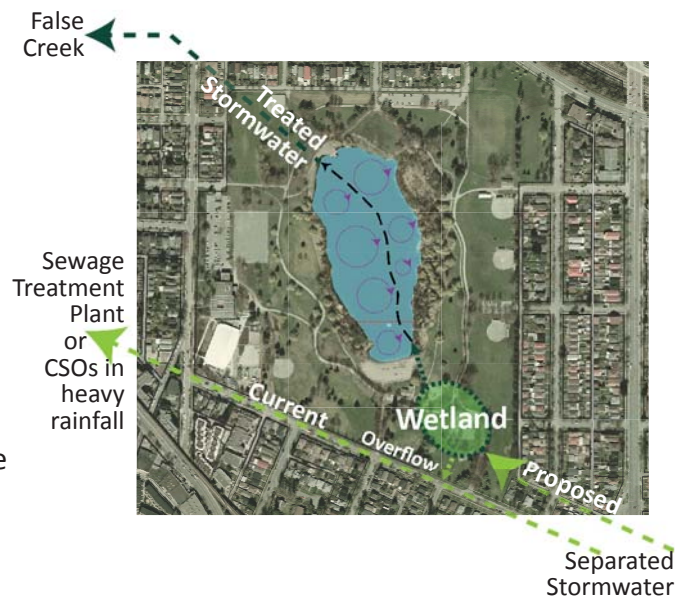 False
Creek
Treated
Stormwater
Sewage
Treatment
Plant
or
CSOs in
heavy
rainfall
Current
Wetland
Overflow
Proposed
e
Separated
Stormwater